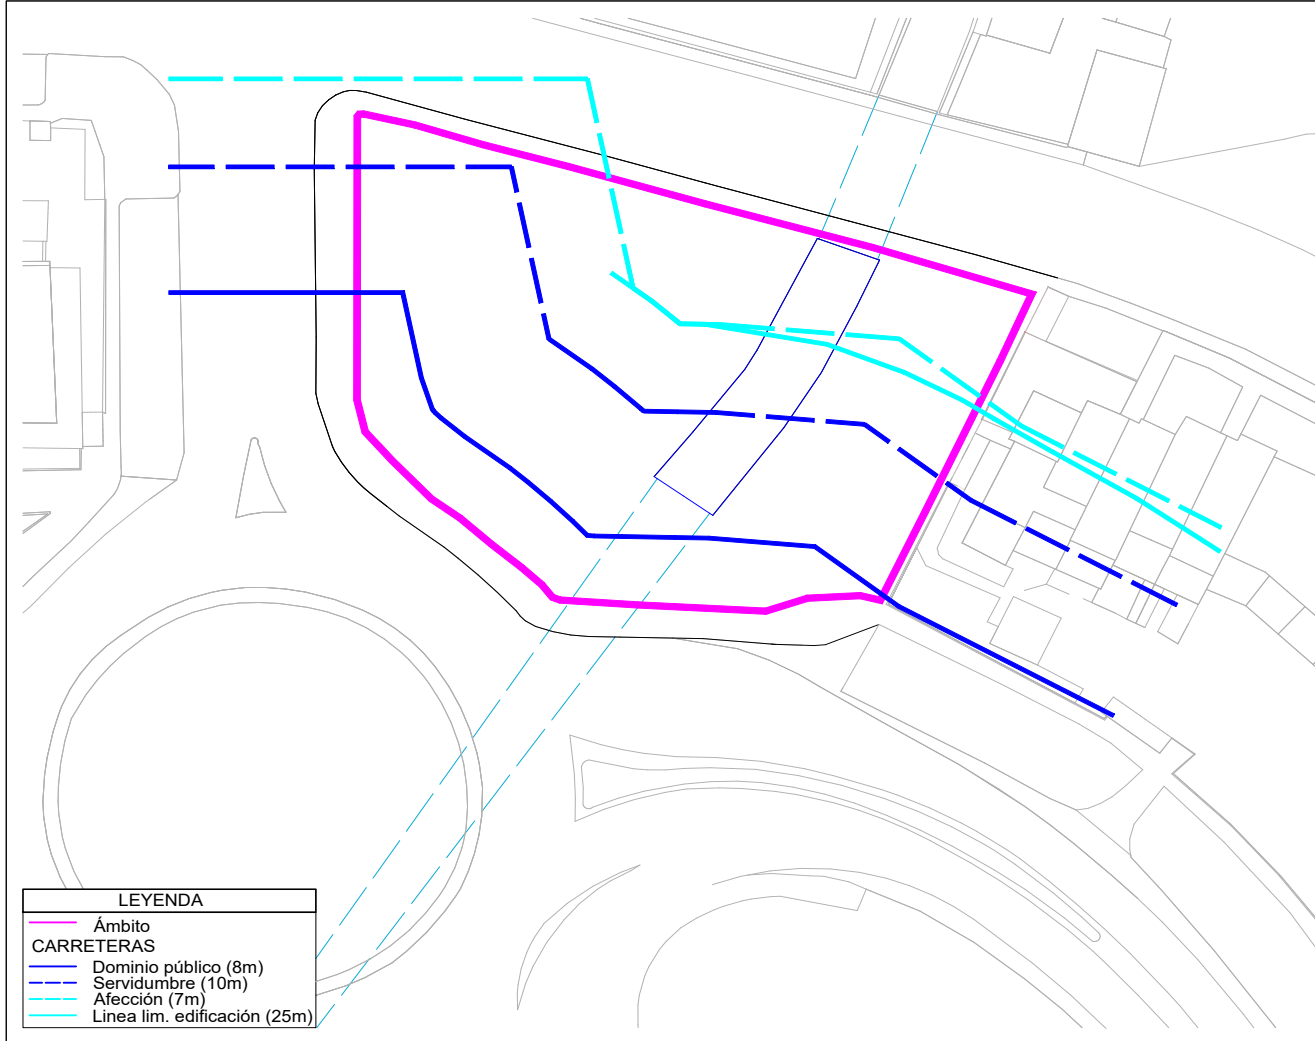 LEYENDA
Ámbito
CARRETERAS
Dominio público (8m)
Servidumbre (10m)
Afección (7m)
Linea lim. edificación (25m)